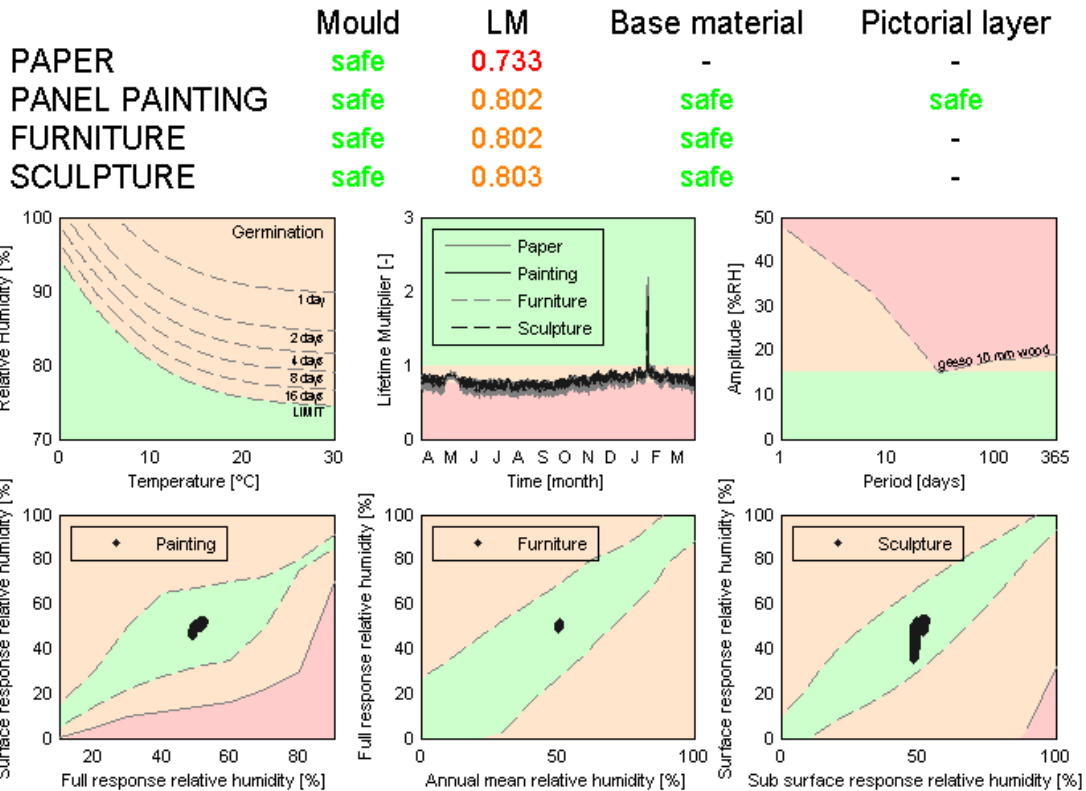 Mould LM Base material Pictorial layer
PAPER safe 0.733 - -
PANEL PAINTING safe 0.802 safe safe
FURNITURE safe 0.802 safe -
SCULPTURE safe 0.803 safe -
Relative Humidity [%]
100
90
80
70
Germination
1 day
2 days
4 days
8 days
16 days
LIMIT
0 10 20 30
Temperature [°C]
Lifetime Multiplier [-]
3
2
1
0
Paper
Painting
Furniture
Sculpture
A M J J A S O N D J F M
Time [month]
Amplitude [%RH]
50
40
30
20
10
0
gesso 10 mm wood
1 10 100 365
Period [days]
Surface response relative humidity [%]
100
80
60
40
20
0
Painting
20 40 60 80
Full response relative humidity [%]
Full response relative humidity [%]
100
80
60
40
20
0
Furniture
0 50 100
Annual mean relative humidity [%]
Surface response relative humidity [%]
100
80
60
40
20
0
Sculpture
0 50 100
Sub surface response relative humidity [%]